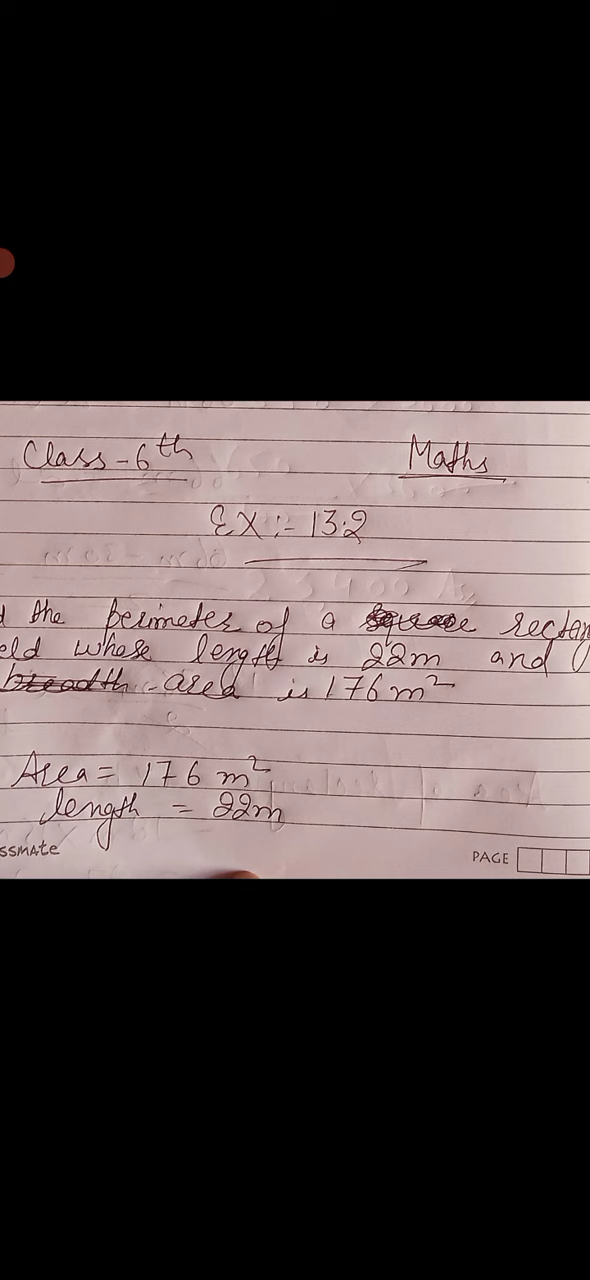 Class-6th Maths
EX :- 13.2
the perimeter of a rectan
eld whose length is 22m and
area is 176 m²
Area = 176 m²
length = 22m
ssmate PAGE